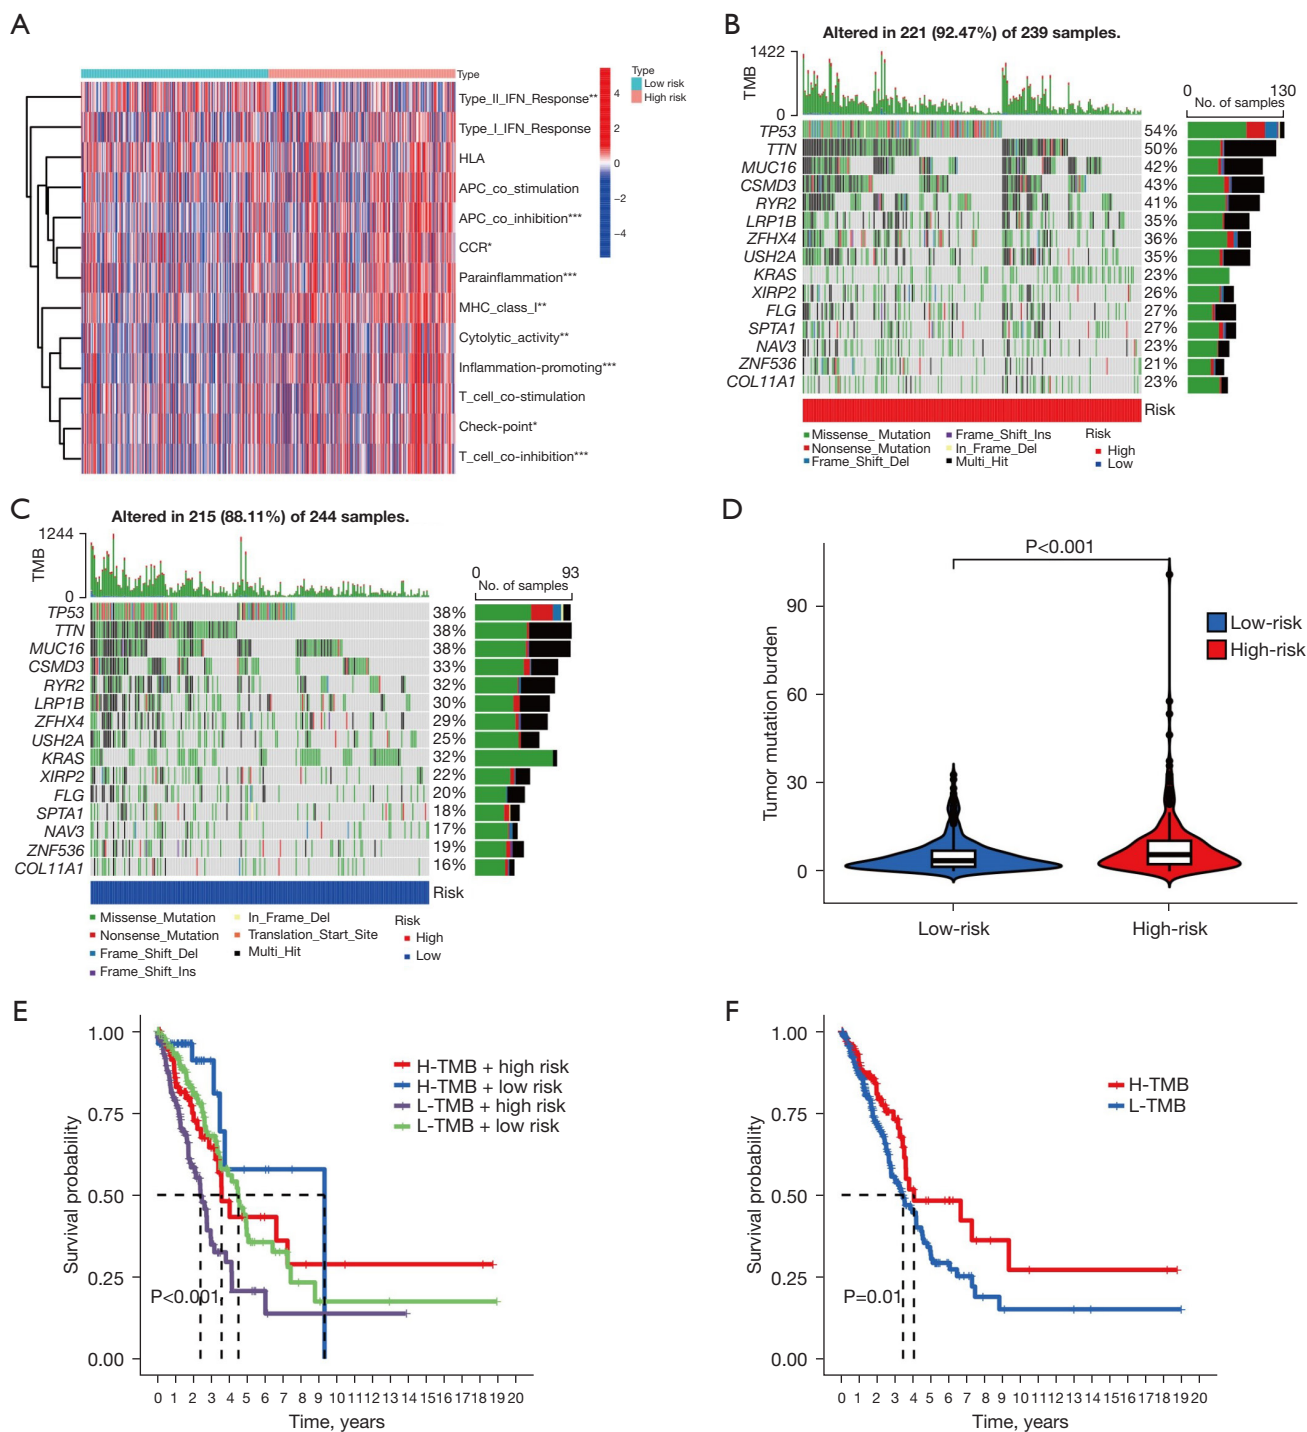 A
Type
Type_II_IFN_Response**
Type_I_IFN_Response
HLA
APC_co_stimulation
APC_co_inhibition***
CCR*
Parainflammation***
MHC_class_I**
Cytolytic_activity**
Inflammation-promoting***
T_cell_co-stimulation
Check-point*
T_cell_co-inhibition***
4
2
0
−2
−4
Type
Low risk
High risk
B
Altered in 221 (92.47%) of 239 samples.
1422
TMB
0
0 130
No. of samples
TP53 54%
TTN 50%
MUC16 42%
CSMD3 43%
RYR2 41%
LRP1B 35%
ZFHX4 36%
USH2A 35%
KRAS 23%
XIRP2 26%
FLG 27%
SPTA1 27%
NAV3 23%
ZNF536 21%
COL11A1 23%
Risk
Missense_ Mutation
Nonsense_Mutation
Frame_Shift_Del
Frame_Shift_Ins
In_Frame_Del
Multi_Hit
Risk
High
Low
C
Altered in 215 (88.11%) of 244 samples.
1244
TMB
0
0 93
No. of samples
TP53 38%
TTN 38%
MUC16 38%
CSMD3 33%
RYR2 32%
LRP1B 30%
ZFHX4 29%
USH2A 25%
KRAS 32%
XIRP2 22%
FLG 20%
SPTA1 18%
NAV3 17%
ZNF536 19%
COL11A1 16%
Risk
Missense_Mutation
Nonsense_Mutation
Frame_Shift_Del
Frame_Shift_Ins
In_Frame_Del
Translation_Start_Site
Multi_Hit
Risk
High
Low
D
P<0.001
90
60
30
0
Tumor mutation burden
Low-risk
High-risk
Low-risk
High-risk
E
1.00
0.75
0.50
0.25
0.00
Survival probability
H-TMB + high risk
H-TMB + low risk
L-TMB + high risk
L-TMB + low risk
P<0.001
0 1 2 3 4 5 6 7 8 9 10 11 12 13 14 15 16 17 18 19 20
Time, years
F
1.00
0.75
0.50
0.25
0.00
Survival probability
H-TMB
L-TMB
P=0.01
0 1 2 3 4 5 6 7 8 9 10 11 12 13 14 15 16 17 18 19 20
Time, years